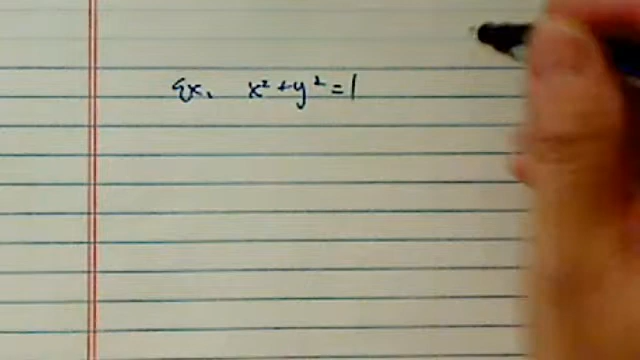 Ex. x² + y² = 1